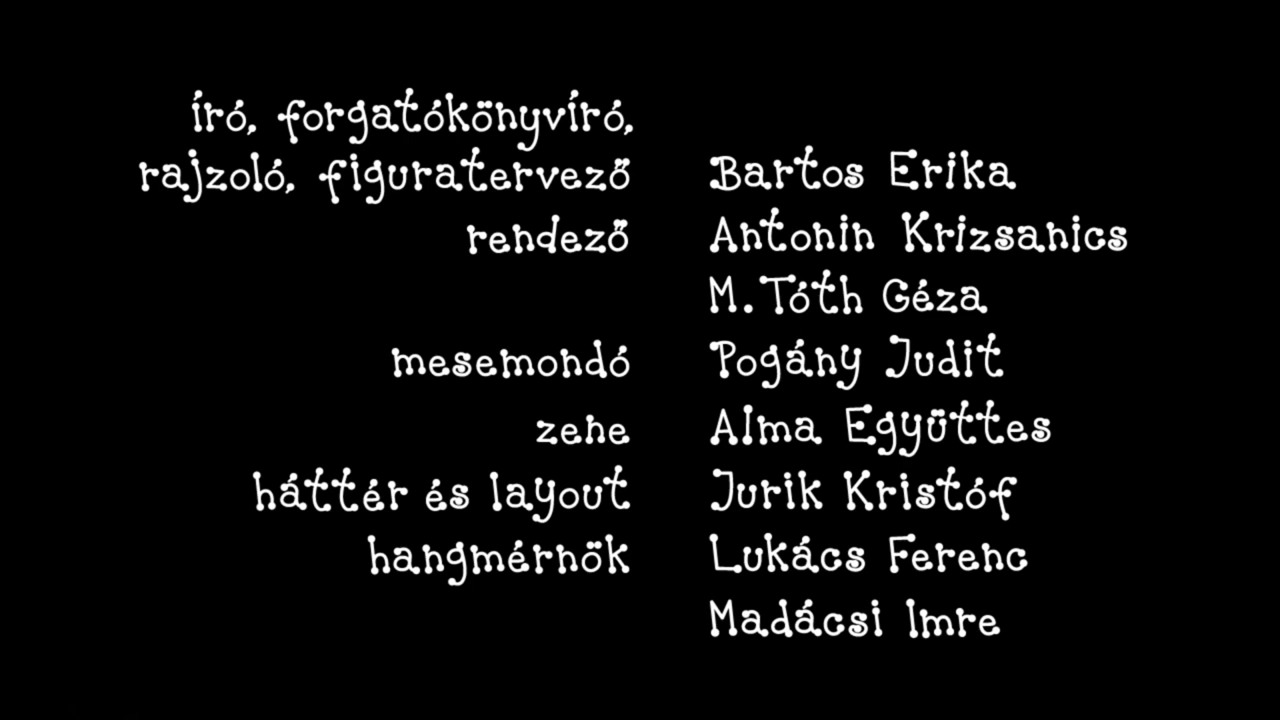 író, forgatókönyvíró,
rajzoló, figuratervező Bartos Erika
rendező Antonin Krizsanics
M. Tóth Géza
mesemondó Pogány Judit
zene Alma Együttes
háttér és layout Jurik Kristóf
hangmérnök Lukács Ferenc
Madácsi Imre